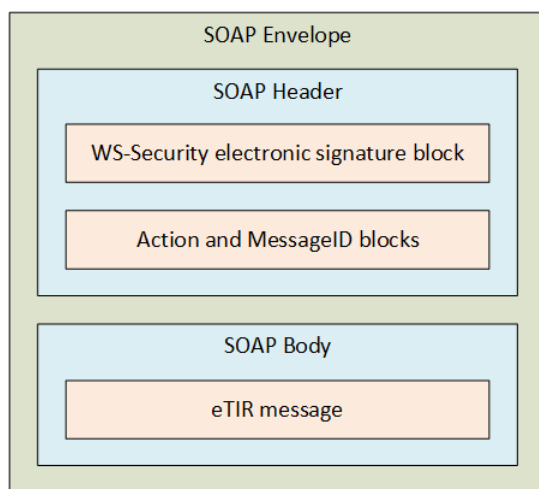 SOAP Envelope
SOAP Header
WS-Security electronic signature block
Action and MessageID blocks
SOAP Body
eTIR message